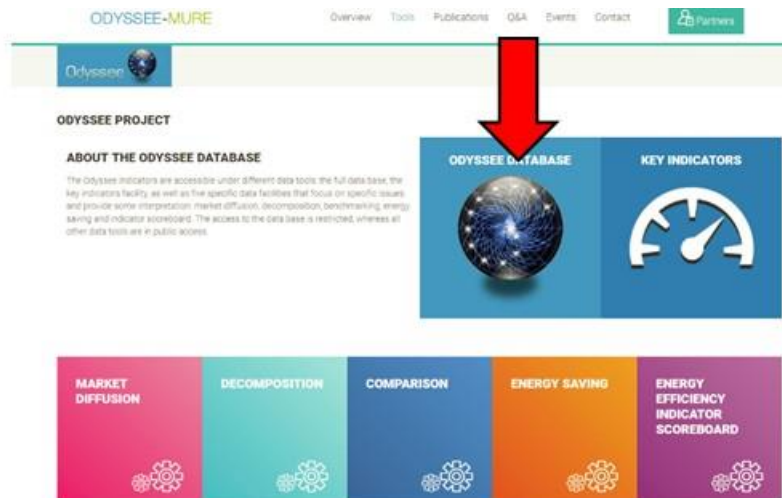 ODYSSEE-MURE
Overview Tools Publications Q&A Events Contact
Partners
Odyssee
ODYSSEE PROJECT
ABOUT THE ODYSSEE DATABASE
The Odyssee indicators are accessible under different data tools: the full data base, the
key indicators facility, as well as five specific data facilities that focus on specific issues
and provide some interpretation: market diffusion, decomposition, benchmarking, energy
saving and indicator scoreboard. The access to the data base is restricted, whereas all
other data tools are in public access.
ODYSSEE DATABASE
KEY INDICATORS
MARKET
DIFFUSION
DECOMPOSITION
COMPARISON
ENERGY SAVING
ENERGY
EFFICIENCY
INDICATOR
SCOREBOARD